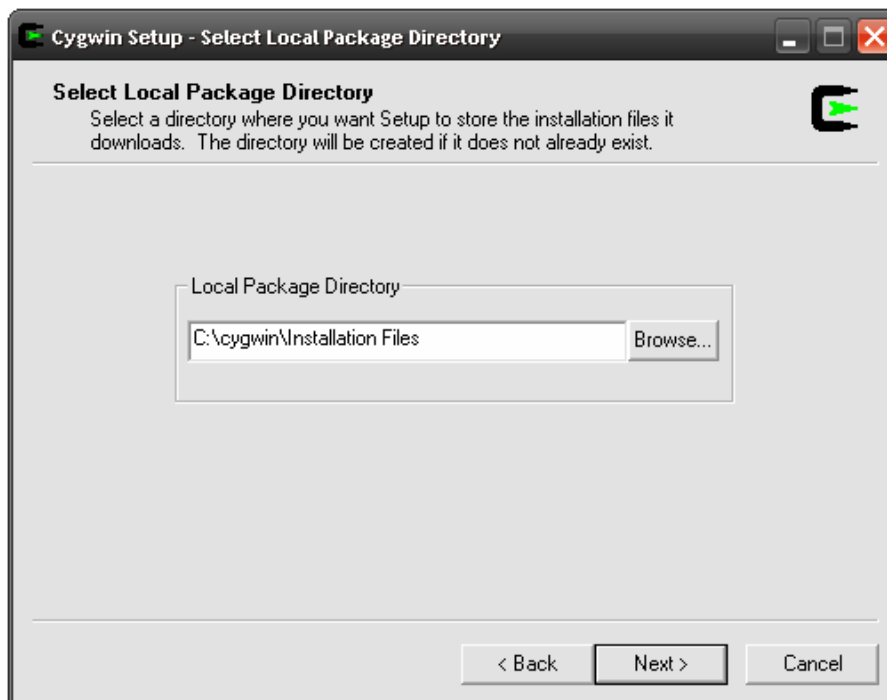 Cygwin Setup - Select Local Package Directory
Select Local Package Directory
Select a directory where you want Setup to store the installation files it
downloads.  The directory will be created if it does not already exist.
Local Package Directory
C:\cygwin\Installation Files
Browse...
< Back
Next >
Cancel